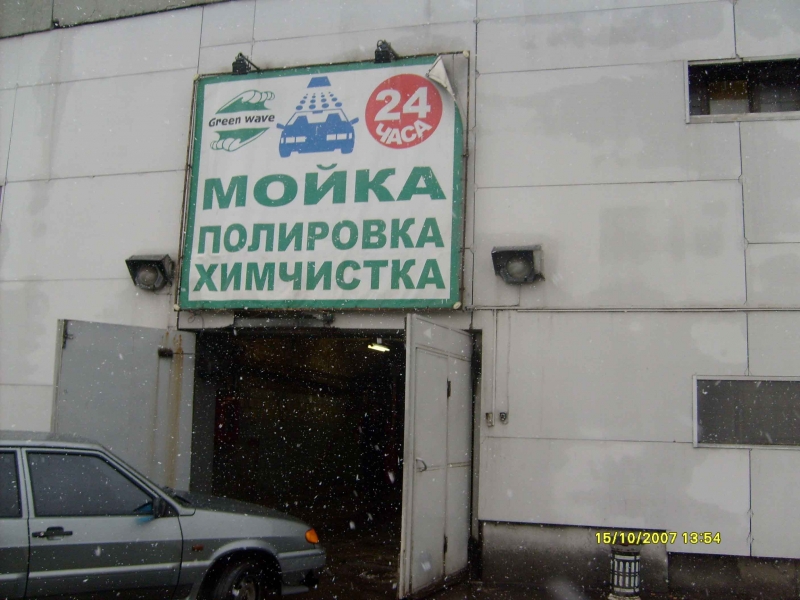 Green wave
24
ЧАСА
МОЙКА
ПОЛИРОВКА
ХИМЧИСТКА
15/10/2007 13:54